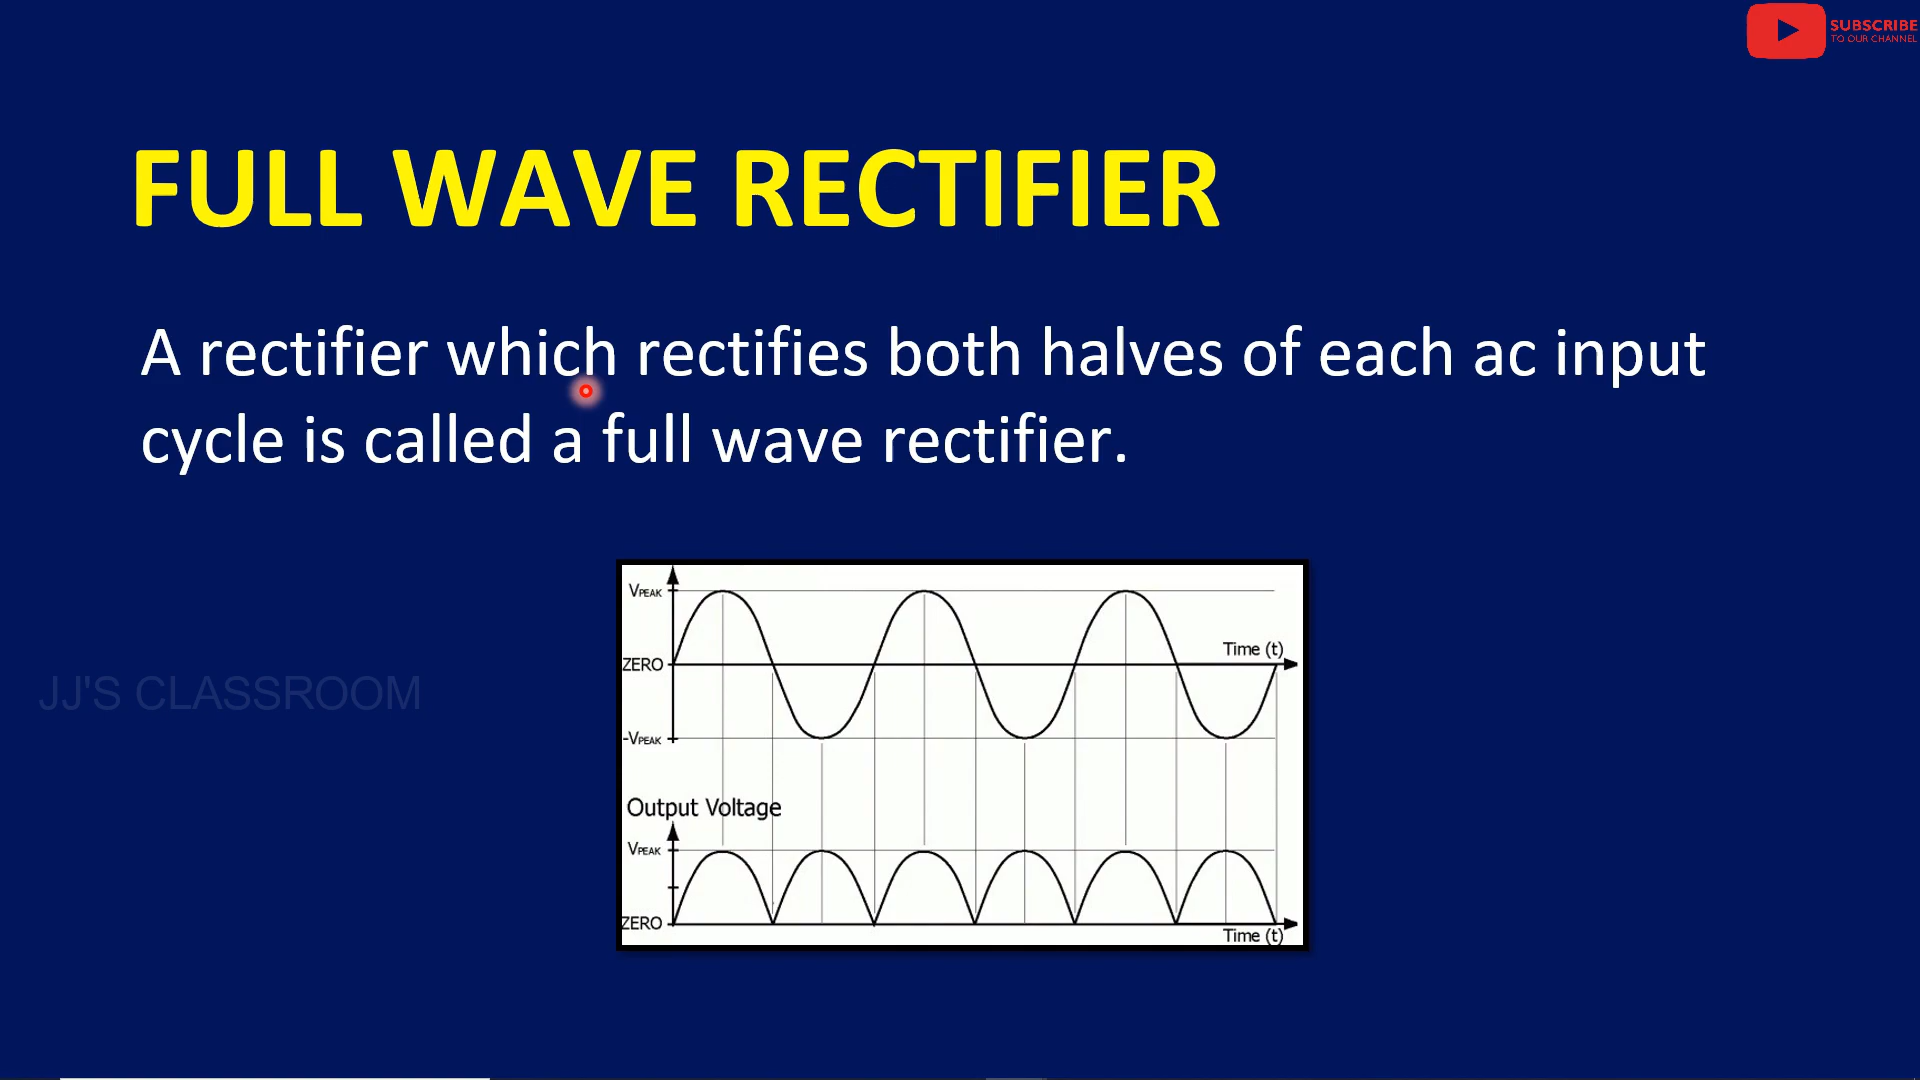 SUBSCRIBE
TO OUR CHANNEL
FULL WAVE RECTIFIER
A rectifier which rectifies both halves of each ac input
cycle is called a full wave rectifier.
VPEAK
Time (t)
ZERO
JJ'S CLASSROOM
-VPEAK
Output Voltage
VPEAK
ZERO
Time (t)